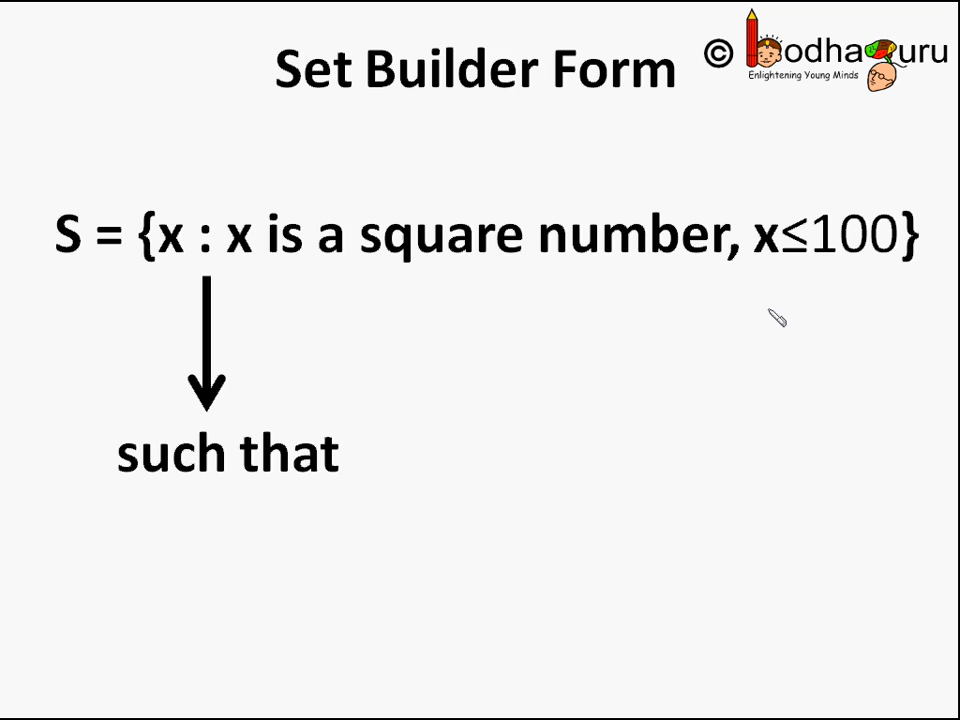 Set Builder Form
© BodhaGuru
Enlightening Young Minds
S = {x : x is a square number, x≤100}
such that